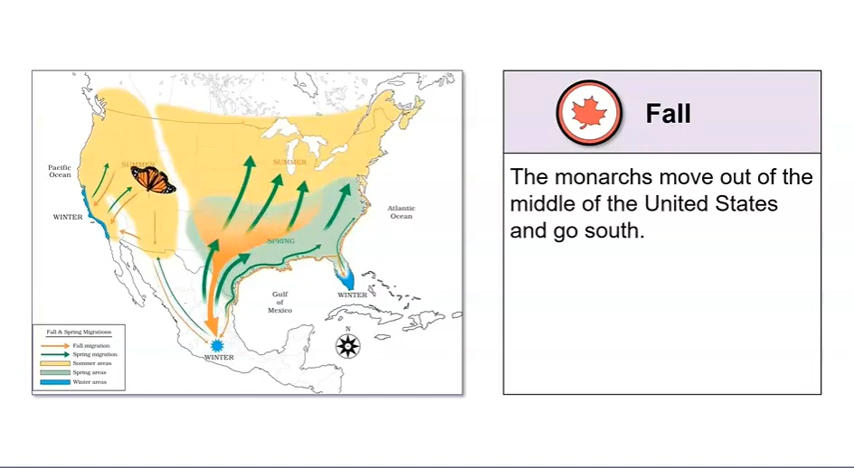 Pacific
Ocean
SUMMER
SUMMER
WINTER
Atlantic
Ocean
SPRING
Gulf
of
Mexico
WINTER
N
WINTER
Fall & Spring Migrations
Fall migration
Spring migration
Summer areas
Spring areas
Winter areas
Fall
The monarchs move out of the
middle of the United States
and go south.